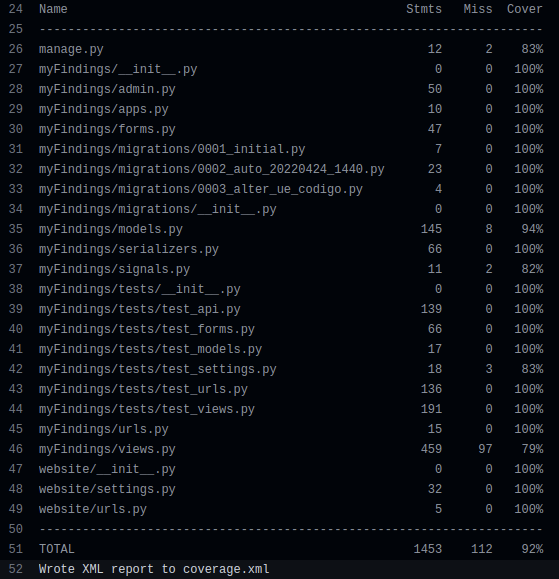 24 Name Stmts Miss Cover
25 ----------------------------------------------------------------------
26 manage.py 12 2 83%
27 myFindings/__init__.py 0 0 100%
28 myFindings/admin.py 50 0 100%
29 myFindings/apps.py 10 0 100%
30 myFindings/forms.py 47 0 100%
31 myFindings/migrations/0001_initial.py 7 0 100%
32 myFindings/migrations/0002_auto_20220424_1440.py 23 0 100%
33 myFindings/migrations/0003_alter_ue_codigo.py 4 0 100%
34 myFindings/migrations/__init__.py 0 0 100%
35 myFindings/models.py 145 8 94%
36 myFindings/serializers.py 66 0 100%
37 myFindings/signals.py 11 2 82%
38 myFindings/tests/__init__.py 0 0 100%
39 myFindings/tests/test_api.py 139 0 100%
40 myFindings/tests/test_forms.py 66 0 100%
41 myFindings/tests/test_models.py 17 0 100%
42 myFindings/tests/test_settings.py 18 3 83%
43 myFindings/tests/test_urls.py 136 0 100%
44 myFindings/tests/test_views.py 191 0 100%
45 myFindings/urls.py 15 0 100%
46 myFindings/views.py 459 97 79%
47 website/__init__.py 0 0 100%
48 website/settings.py 32 0 100%
49 website/urls.py 5 0 100%
50 ----------------------------------------------------------------------
51 TOTAL 1453 112 92%
52 Wrote XML report to coverage.xml